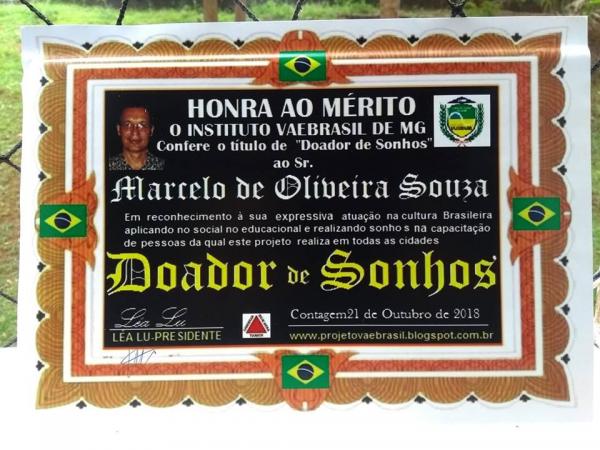 HONRA AO MÉRITO
O INSTITUTO VAEBRASIL DE MG
Confere o título de "Doador de Sonhos"
ao Sr.
Marcelo de Oliveira Souza
Em reconhecimento à sua expressiva atuação na cultura Brasileira
aplicando no social no educacional e realizando sonho s na capacitação
de pessoas da qual este projeto realiza em todas as cidades
Doador de Sonhos
Lea Lu
LÉA LU-PRESIDENTE
Contagem21 de Outubro de 2018
www.projetovaebrasil.blogspot.com.br